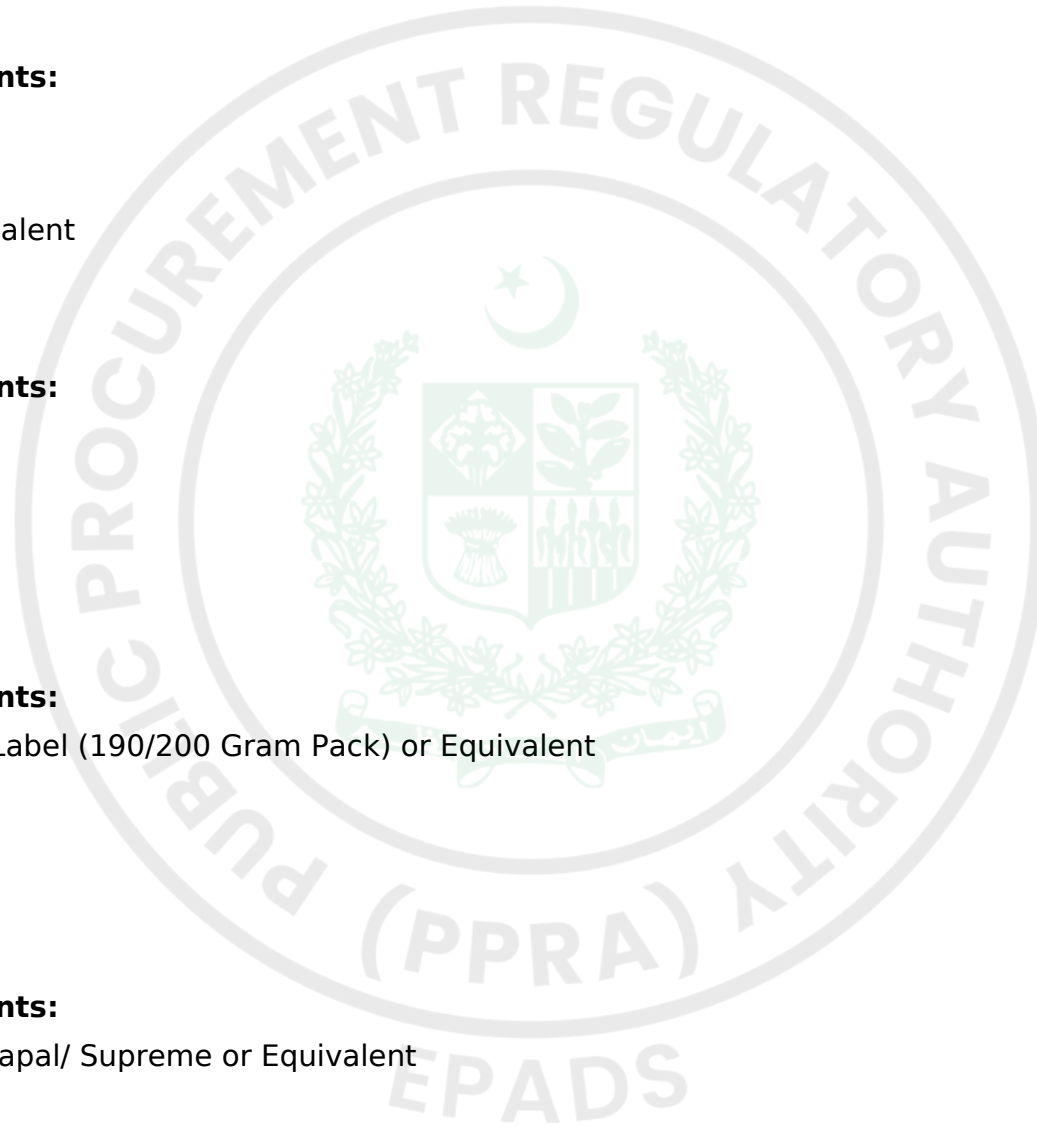 nts:
alent
nts:
nts:
Label (190/200 Gram Pack) or Equivalent
nts:
apal/ Supreme or Equivalent
PUBLIC PROCUREMENT REGULATORY AUTHORITY
(PPRA)
EPADS